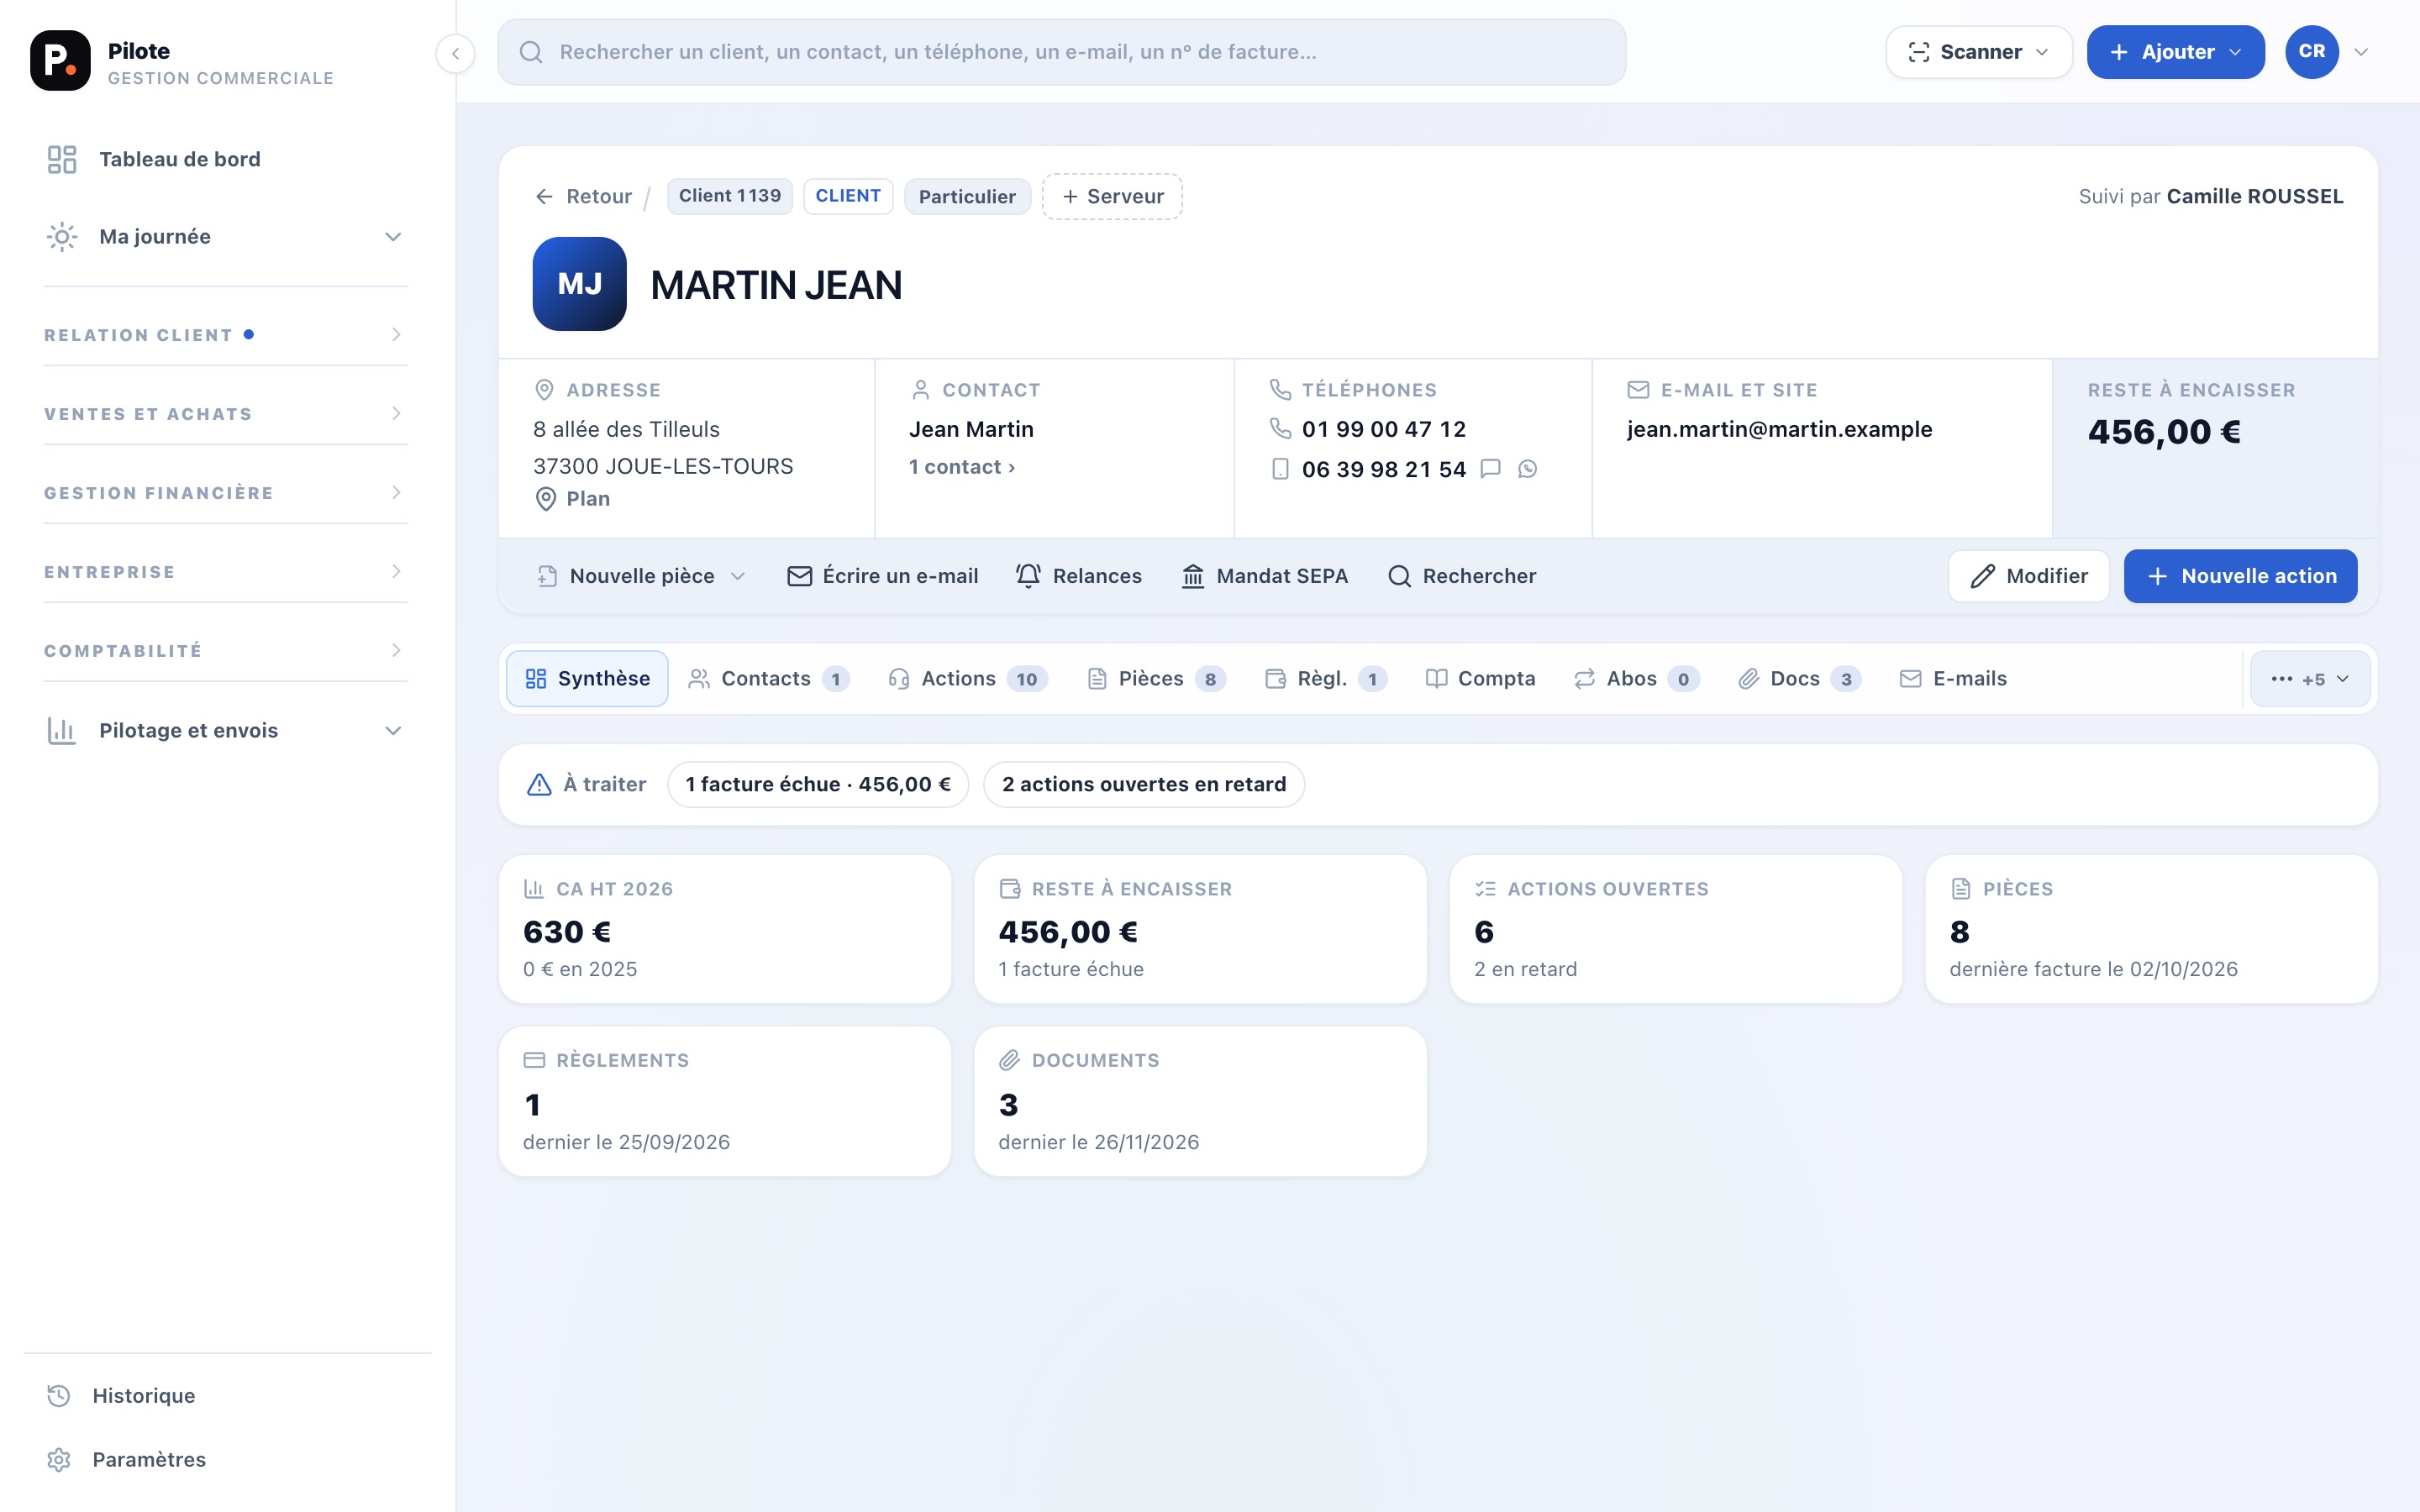 P.
Pilote
GESTION COMMERCIALE
Rechercher un client, un contact, un téléphone, un e-mail, un n° de facture...
Scanner
Ajouter
CR
Tableau de bord
Ma journée
RELATION CLIENT
VENTES ET ACHATS
GESTION FINANCIÈRE
ENTREPRISE
COMPTABILITÉ
Pilotage et envois
Historique
Paramètres
Retour / Client 1139 CLIENT Particulier + Serveur
Suivi par Camille ROUSSEL
MJ
MARTIN JEAN
ADRESSE
8 allée des Tilleuls
37300 JOUE-LES-TOURS
Plan
CONTACT
Jean Martin
1 contact ›
TÉLÉPHONES
01 99 00 47 12
06 39 98 21 54
E-MAIL ET SITE
jean.martin@martin.example
RESTE À ENCAISSER
456,00 €
Nouvelle pièce
Écrire un e-mail
Relances
Mandat SEPA
Rechercher
Modifier
Nouvelle action
Synthèse
Contacts 1
Actions 10
Pièces 8
Règl. 1
Compta
Abos 0
Docs 3
E-mails
••• +5
À traiter
1 facture échue · 456,00 €
2 actions ouvertes en retard
CA HT 2026
630 €
0 € en 2025
RESTE À ENCAISSER
456,00 €
1 facture échue
ACTIONS OUVERTES
6
2 en retard
PIÈCES
8
dernière facture le 02/10/2026
RÈGLEMENTS
1
dernier le 25/09/2026
DOCUMENTS
3
dernier le 26/11/2026